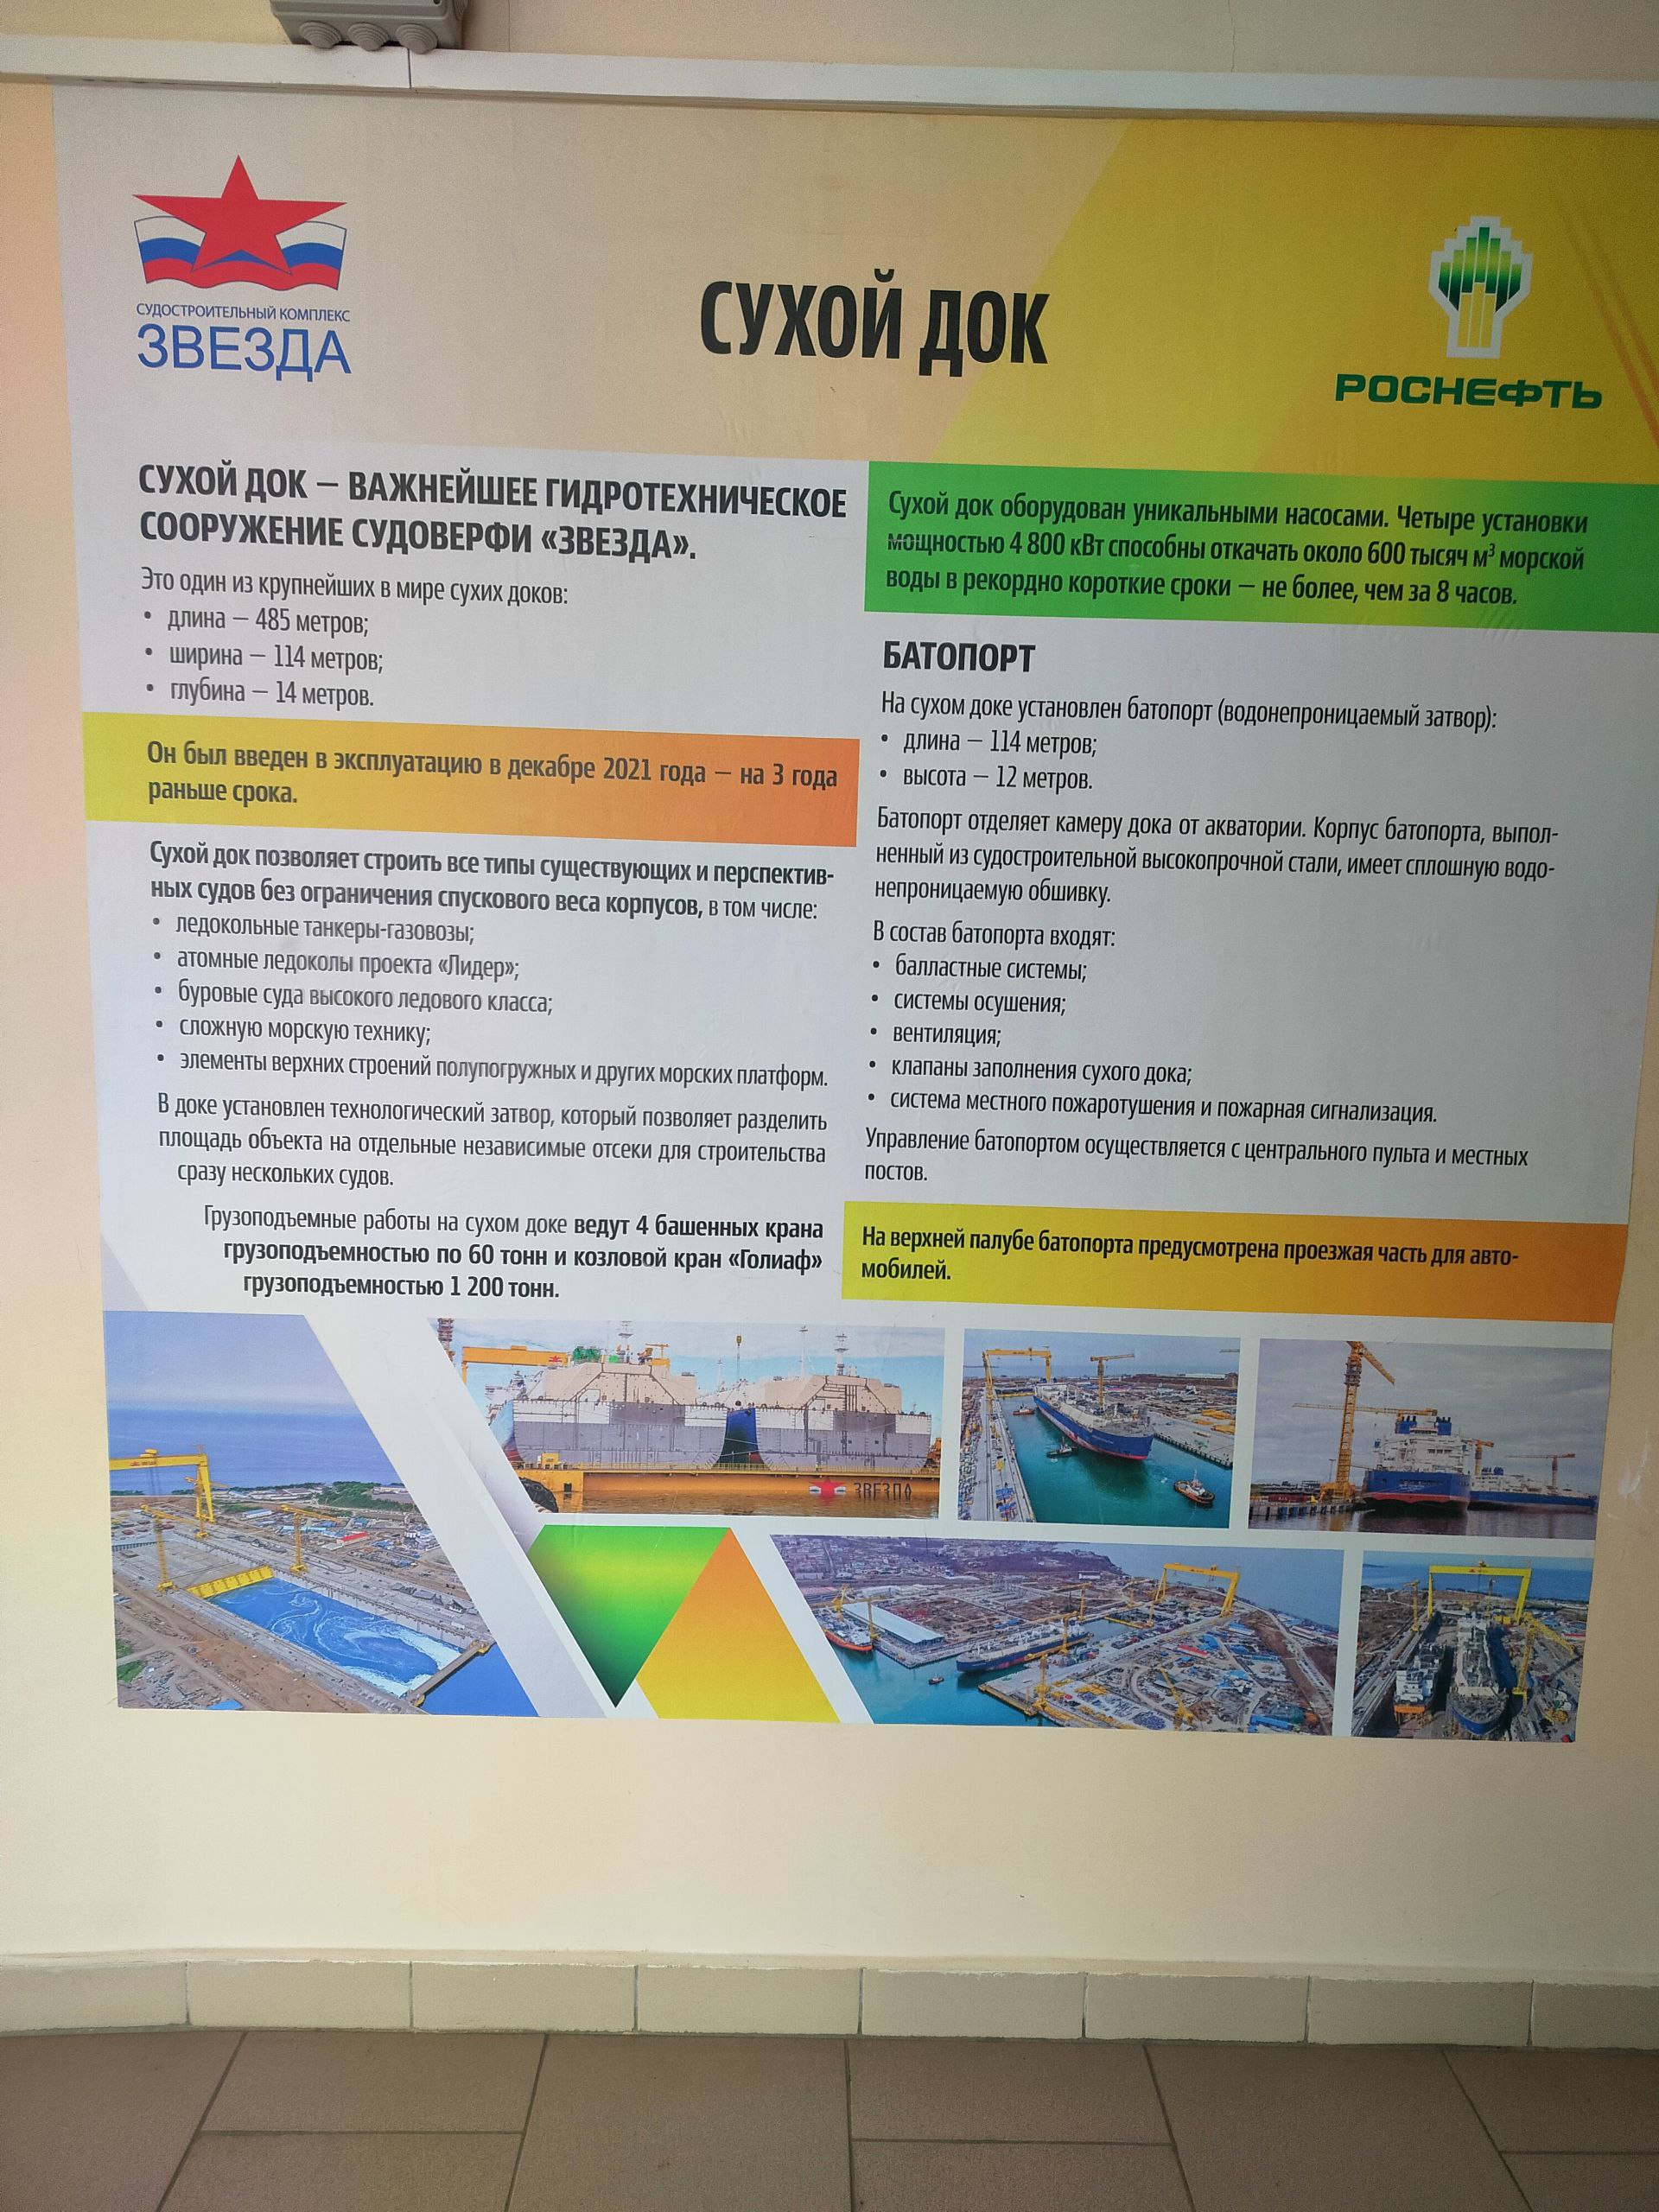 СУДОСТРОИТЕЛЬНЫЙ КОМПЛЕКС
ЗВЕЗДА
СУХОЙ ДОК
РОСНЕФТЬ
СУХОЙ ДОК – ВАЖНЕЙШЕЕ ГИДРОТЕХНИЧЕСКОЕ
СООРУЖЕНИЕ СУДОВЕРФИ «ЗВЕЗДА».
Это один из крупнейших в мире сухих доков:
• длина – 485 метров;
• ширина – 114 метров;
• глубина – 14 метров.
Он был введен в эксплуатацию в декабре 2021 года – на 3 года
раньше срока.
Сухой док позволяет строить все типы существующих и перспектив-
ных судов без ограничения спускового веса корпусов, в том числе:
• ледокольные танкеры-газовозы;
• атомные ледоколы проекта «Лидер»;
• буровые суда высокого ледового класса;
• сложную морскую технику;
• элементы верхних строений полупогружных и других морских платформ.
В доке установлен технологический затвор, который позволяет разделить
площадь объекта на отдельные независимые отсеки для строительства
сразу нескольких судов.
Грузоподъемные работы на сухом доке ведут 4 башенных крана
грузоподъемностью по 60 тонн и козловой кран «Голиаф»
грузоподъемностью 1 200 тонн.
Сухой док оборудован уникальными насосами. Четыре установки
мощностью 4 800 кВт способны откачать около 600 тысяч м³ морской
воды в рекордно короткие сроки – не более, чем за 8 часов.
БАТОПОРТ
На сухом доке установлен батопорт (водонепроницаемый затвор):
• длина – 114 метров;
• высота – 12 метров.
Батопорт отделяет камеру дока от акватории. Корпус батопорта, выпол-
ненный из судостроительной высокопрочной стали, имеет сплошную водо-
непроницаемую обшивку.
В состав батопорта входят:
• балластные системы;
• системы осушения;
• вентиляция;
• клапаны заполнения сухого дока;
• система местного пожаротушения и пожарная сигнализация.
Управление батопортом осуществляется с центрального пульта и местных
постов.
На верхней палубе батопорта предусмотрена проезжая часть для авто-
мобилей.
ЗВЕЗДА